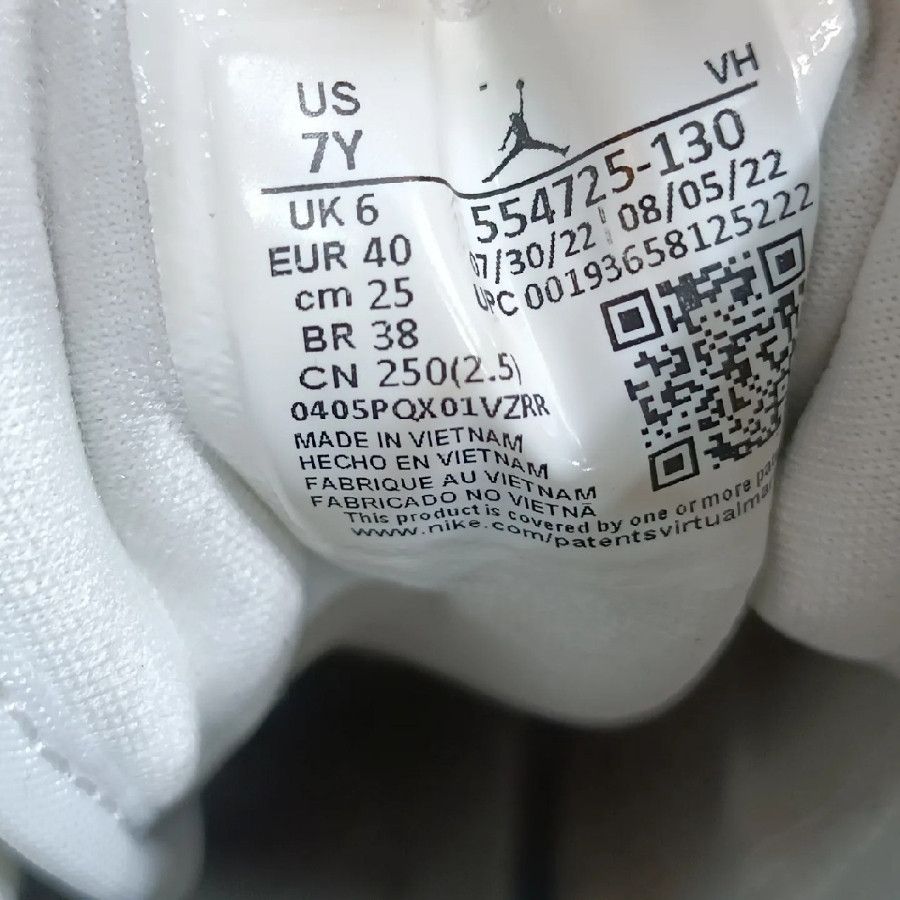 US
7Y
UK 6
EUR 40
cm 25
BR 38
CN 250(2.5)
0405PQX01VZRR
MADE IN VIETNAM
HECHO EN VIETNAM
FABRIQUE AU VIETNAM
FABRICADO NO VIETNÃ
This product is covered by one or more
www.nike.com/patentsvirtualma
VH
554725-130
07/30/22 08/05/22
UPC 00193658125222